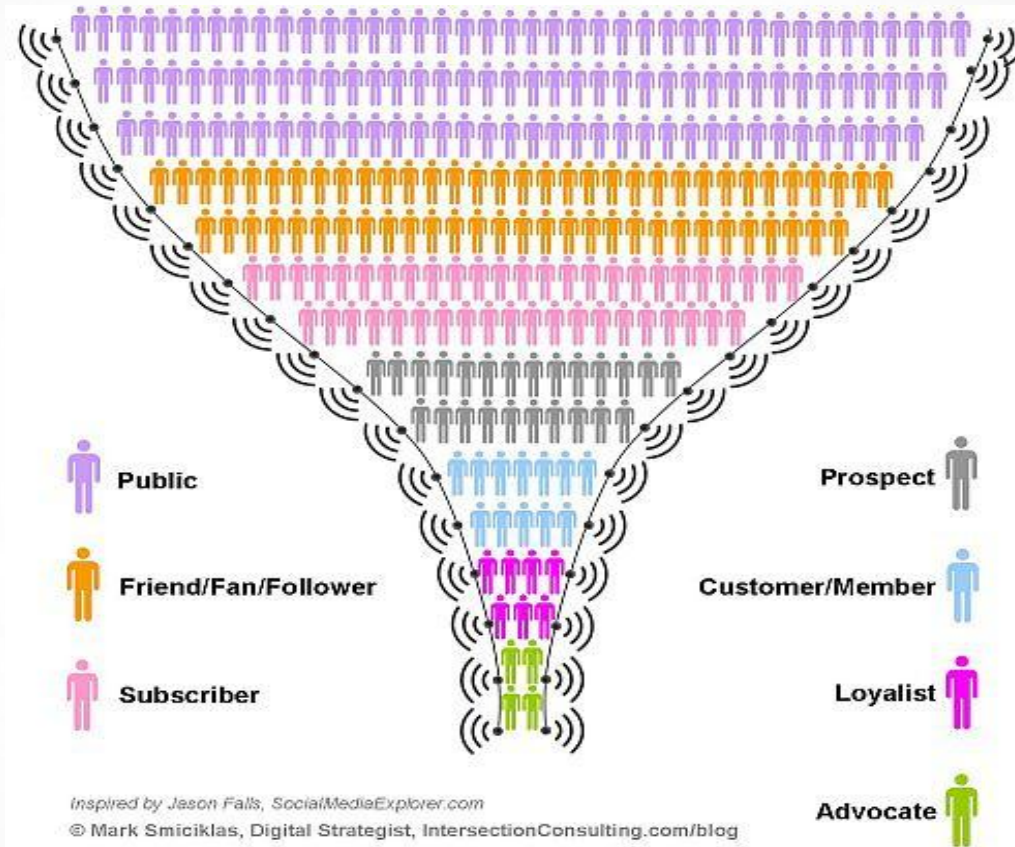 Public
Friend/Fan/Follower
Subscriber
Prospect
Customer/Member
Loyalist
Advocate
Inspired by Jason Falls, SocialMediaExplorer.com
© Mark Smiciklas, Digital Strategist, IntersectionConsulting.com/blog